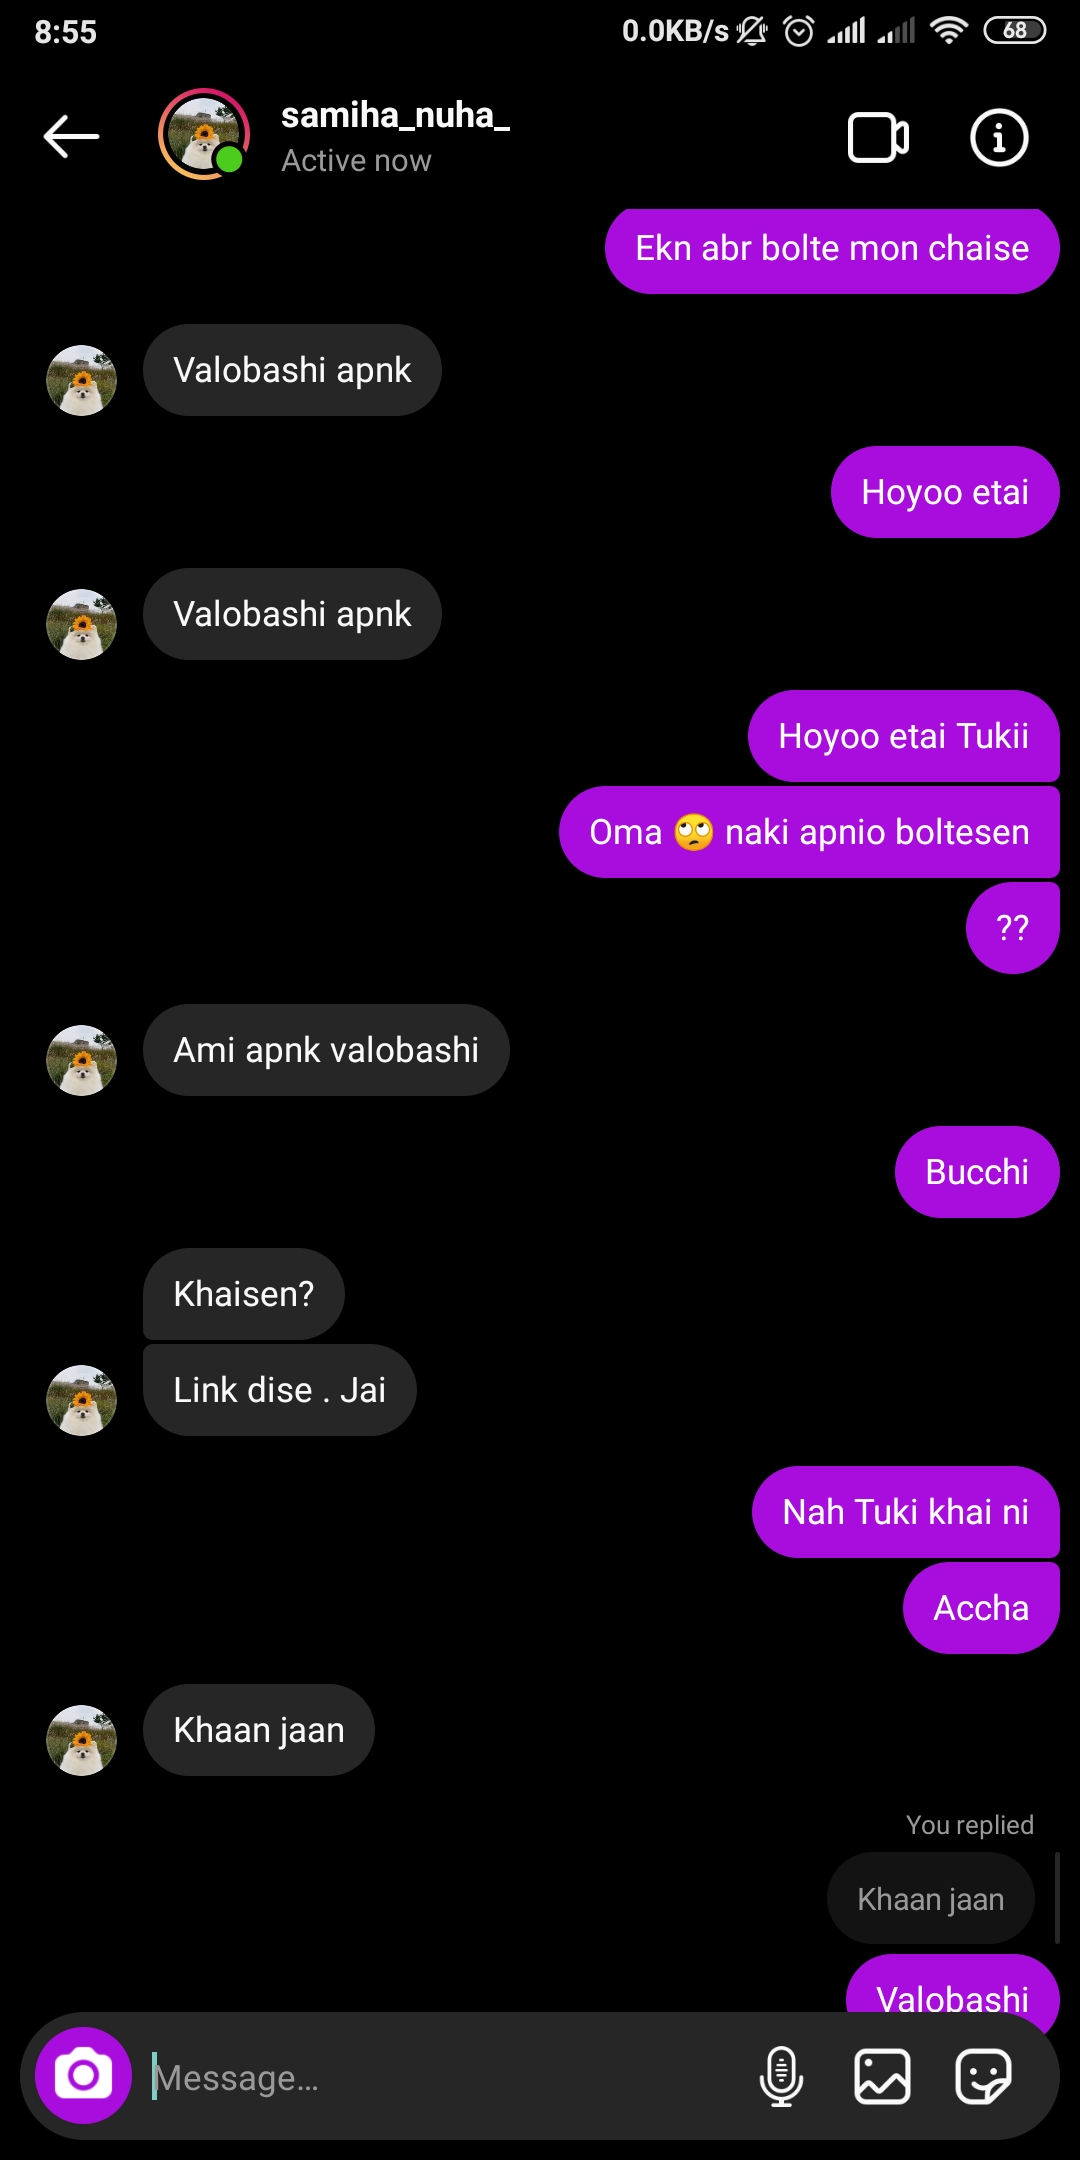 8:55
0.0KB/s
68
samiha_nuha_
Active now
Ekn abr bolte mon chaise
Valobashi apnk
Hoyoo etai
Valobashi apnk
Hoyoo etai Tukii
Oma 🙄 naki apnio boltesen
??
Ami apnk valobashi
Bucchi
Khaisen?
Link dise . Jai
Nah Tuki khai ni
Accha
Khaan jaan
You replied
Khaan jaan
Valobashi
Message...